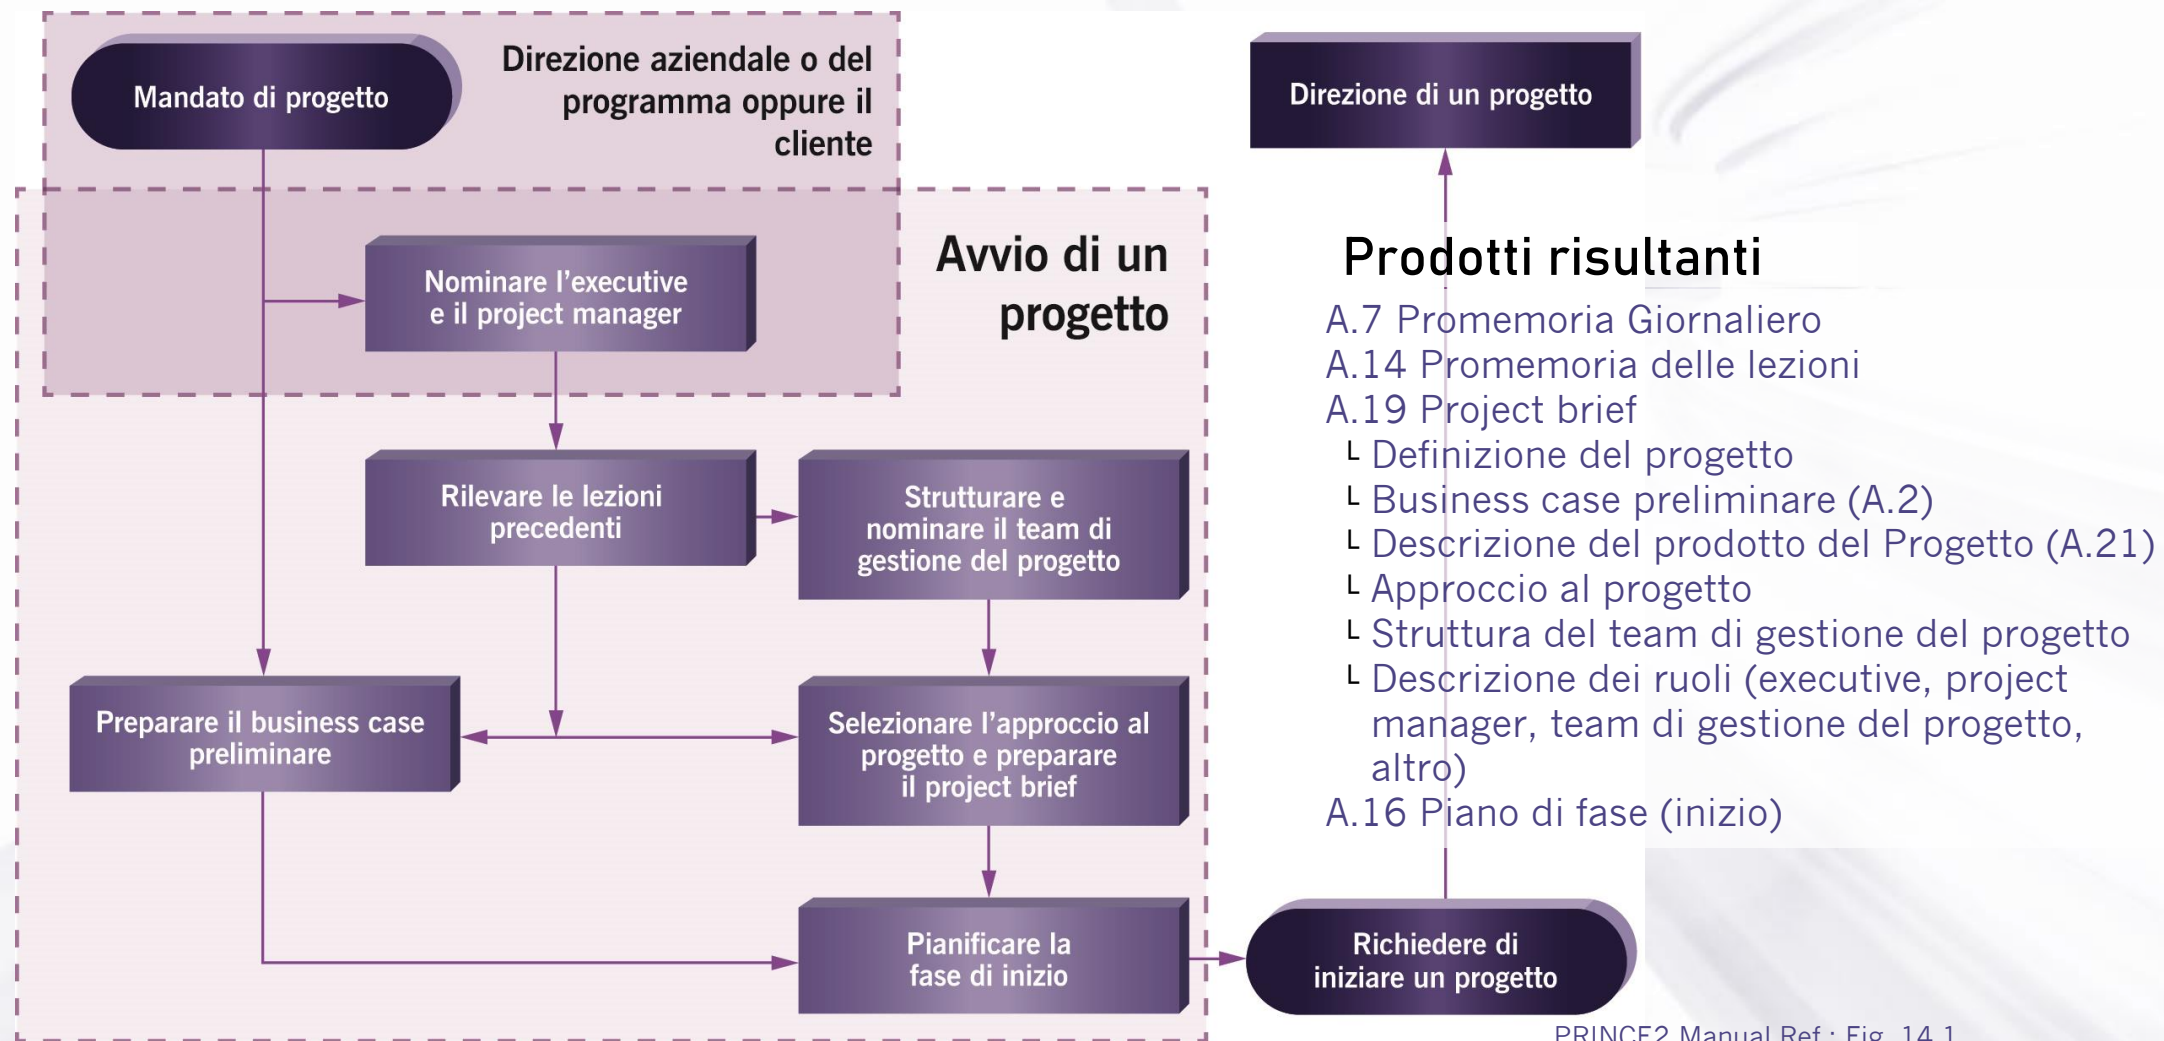 Mandato di progetto
Direzione aziendale o del
programma oppure il
cliente
Direzione di un progetto
Nominare l'executive
e il project manager
Avvio di un
progetto
Rilevare le lezioni
precedenti
Strutturare e
nominare il team di
gestione del progetto
Preparare il business case
preliminare
Selezionare l'approccio al
progetto e preparare
il project brief
Pianificare la
fase di inizio
Richiedere di
iniziare un progetto
Prodotti risultanti
A.7 Promemoria Giornaliero
A.14 Promemoria delle lezioni
A.19 Project brief
└ Definizione del progetto
└ Business case preliminare (A.2)
└ Descrizione del prodotto del Progetto (A.21)
└ Approccio al progetto
└ Struttura del team di gestione del progetto
└ Descrizione dei ruoli (executive, project
manager, team di gestione del progetto,
altro)
A.16 Piano di fase (inizio)
PRINCE2 Manual Ref.: Fig. 14.1